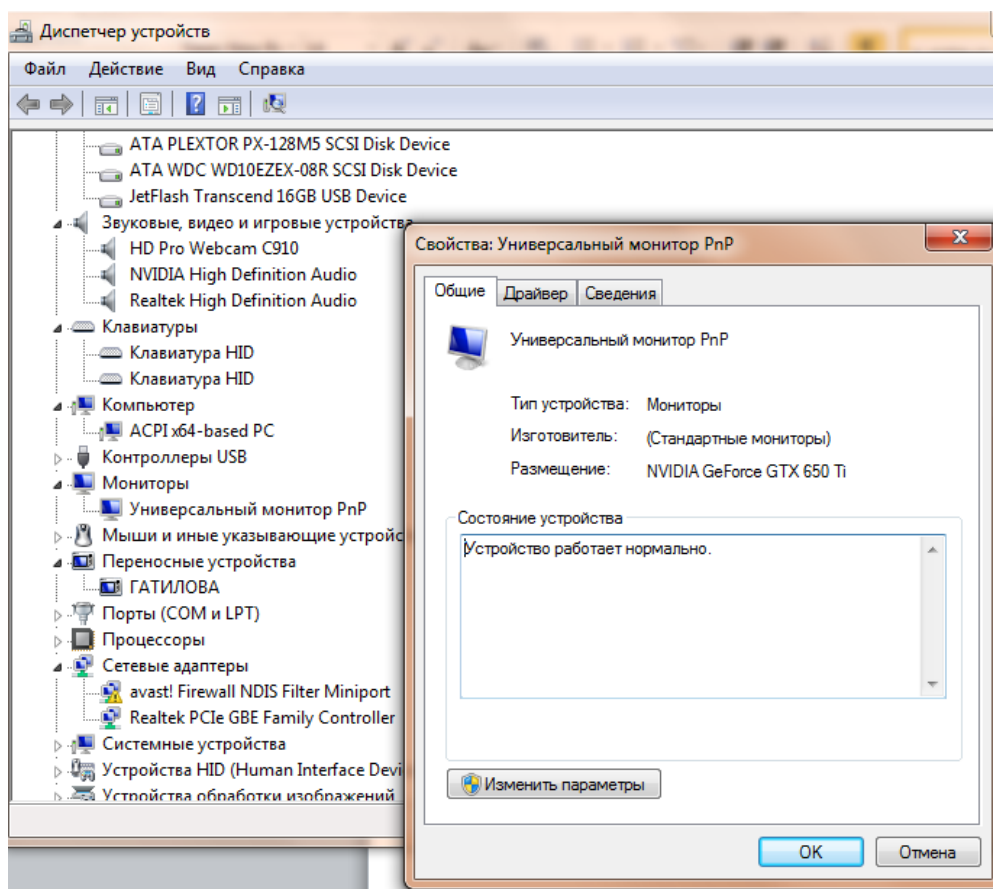 Диспетчер устройств
Файл Действие Вид Справка
ATA PLEXTOR PX-128M5 SCSI Disk Device
ATA WDC WD10EZEX-08R SCSI Disk Device
JetFlash Transcend 16GB USB Device
Звуковые, видео и игровые устройства
HD Pro Webcam C910
NVIDIA High Definition Audio
Realtek High Definition Audio
Клавиатуры
Клавиатура HID
Клавиатура HID
Компьютер
ACPI x64-based PC
Контроллеры USB
Мониторы
Универсальный монитор PnP
Мыши и иные указывающие устройс
Переносные устройства
ГАТИЛОВА
Порты (COM и LPT)
Процессоры
Сетевые адаптеры
avast! Firewall NDIS Filter Miniport
Realtek PCIe GBE Family Controller
Системные устройства
Устройства HID (Human Interface Devi
Устройства обработки изображений
Свойства: Универсальный монитор PnP
Общие Драйвер Сведения
Универсальный монитор PnP
Тип устройства: Мониторы
Изготовитель: (Стандартные мониторы)
Размещение: NVIDIA GeForce GTX 650 Ti
Состояние устройства
Устройство работает нормально.
Изменить параметры
OK Отмена